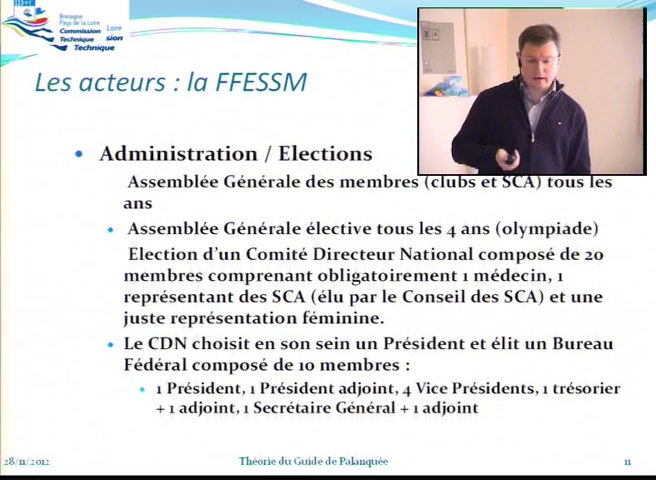 FFESSM
Bretagne
Pays de la Loire
Commission
Technique
Loire
sion
Technique
Les acteurs : la FFESSM
Administration / Elections
Assemblée Générale des membres (clubs et SCA) tous les
ans
Assemblée Générale élective tous les 4 ans (olympiade)
Election d'un Comité Directeur National composé de 20
membres comprenant obligatoirement 1 médecin, 1
représentant des SCA (élu par le Conseil des SCA) et une
juste représentation féminine.
Le CDN choisit en son sein un Président et élit un Bureau
Fédéral composé de 10 membres :
1 Président, 1 Président adjoint, 4 Vice Présidents, 1 trésorier
+ 1 adjoint, 1 Secrétaire Général + 1 adjoint
28/11/2012
Théorie du Guide de Palanquée
11